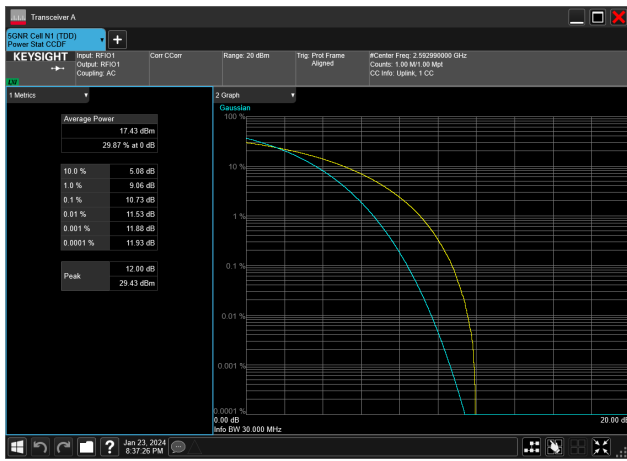 Transceiver A
5GNR Cell N1 (TDD)
Power Stat CCDF
KEYSIGHT
Input: RFIO1
Output: RFIO1
Coupling: AC
Corr CCorr
Range: 20 dBm
Trig: Prot Frame
Aligned
#Center Freq: 2.592990000 GHz
Counts: 1.00 M/1.00 Mpt
CC Info: Uplink, 1 CC
1 Metrics
Average Power
17.43 dBm
29.87 % at 0 dB
10.0 % 5.08 dB
1.0 % 9.06 dB
0.1 % 10.73 dB
0.01 % 11.53 dB
0.001 % 11.88 dB
0.0001 % 11.93 dB
Peak
12.00 dB
29.43 dBm
2 Graph
Gaussian
100 %
10 %
1 %
0.1 %
0.01 %
0.001 %
0.0001 %
0.00 dB
20.00 dB
Info BW 30.000 MHz
Jan 23, 2024
8:37:26 PM